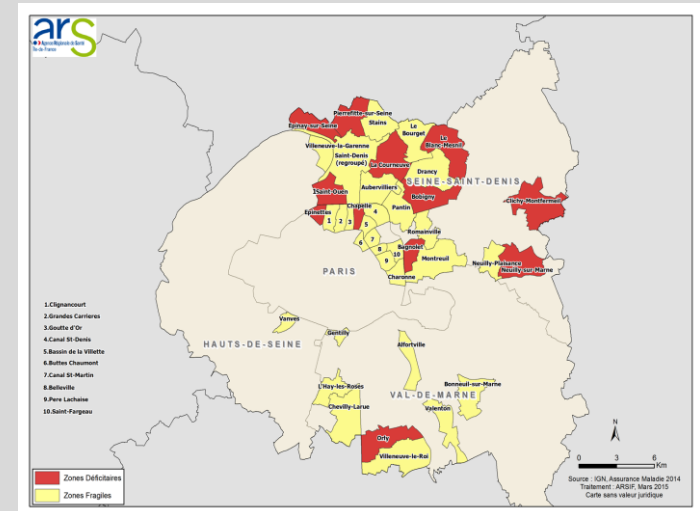 ars
Agence Régionale de Santé
Ile-de-France
Pierrefitte-sur-Seine
Epinay-sur-Seine
Stains
Le
Bourget
Le
Blanc-Mesnil
Villeneuve-la-Garenne
Saint-Denis
(regroupé)
La Courneuve
Drancy
SEINE-SAINT-DENIS
Aubervilliers
Bobigny
Clichy-Montfermeil
Saint-Ouen
Chapelle
Pantin
Epinettes
1
2
3
4
5
Romainville
6
7
8
9
10
Bagnolet
Montreuil
Charonne
Neuilly-Plaisance
Neuilly sur Marne
PARIS
1.Clignancourt
2.Grandes Carrieres
3.Goutte d'Or
4.Canal St-Denis
5.Bassin de la Villette
6.Buttes Chaumont
7.Canal St-Martin
8.Belleville
9.Pere Lachaise
10.Saint-Fargeau
Vanves
Gentilly
HAUTS-DE-SEINE
Alfortville
L'Hay-les-Rosès
Bonneuil-sur-Marne
VAL-DE-MARNE
Chevilly-Larue
Valenton
Orly
Villeneuve-le-Roi
N
0 3 6
Km
Zones Déficitaires
Zones Fragiles
Source : IGN, Assurance Maladie 2014
Traitement : ARSIF, Mars 2015
Carte sans valeur juridique